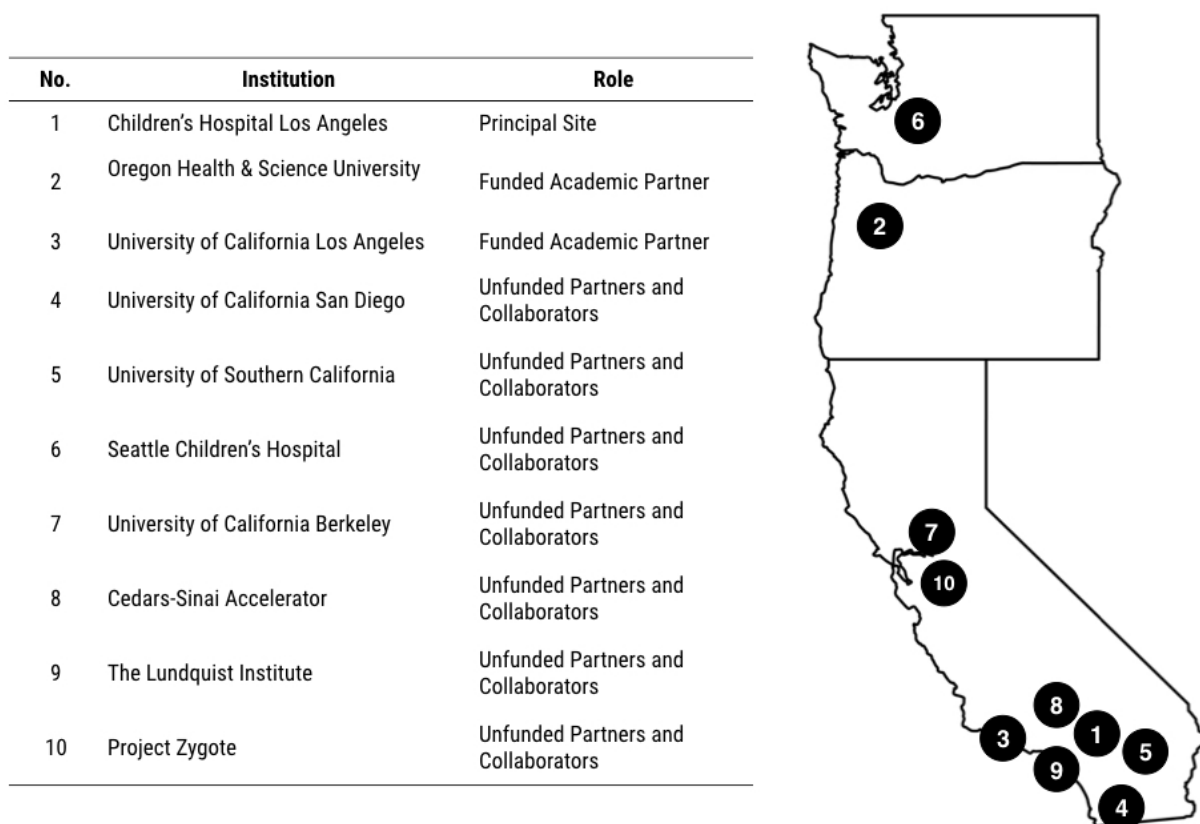 No. Institution Role
1 Children's Hospital Los Angeles Principal Site
2 Oregon Health & Science University Funded Academic Partner
3 University of California Los Angeles Funded Academic Partner
4 University of California San Diego Unfunded Partners and
Collaborators
5 University of Southern California Unfunded Partners and
Collaborators
6 Seattle Children's Hospital Unfunded Partners and
Collaborators
7 University of California Berkeley Unfunded Partners and
Collaborators
8 Cedars-Sinai Accelerator Unfunded Partners and
Collaborators
9 The Lundquist Institute Unfunded Partners and
Collaborators
10 Project Zygote Unfunded Partners and
Collaborators
6
2
7
10
8
3
1
5
9
4